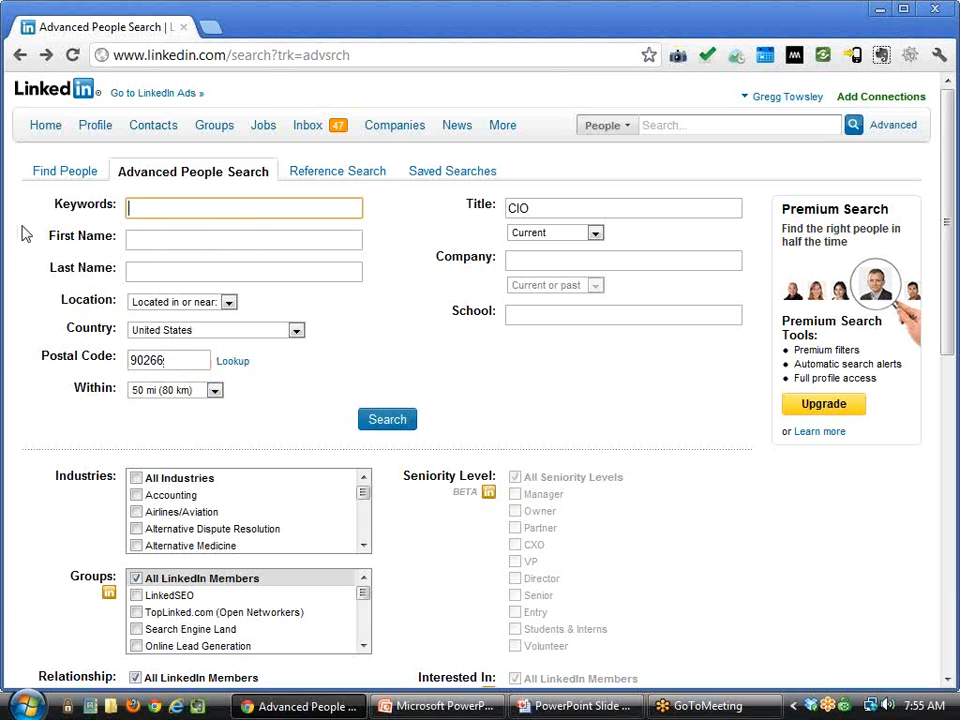 Advanced People Search | L
www.linkedin.com/search?trk=advsrch
Linked in
Go to LinkedIn Ads »
Gregg Towsley
Add Connections
Home Profile Contacts Groups Jobs Inbox 47 Companies News More
People Search... Advanced
Find People Advanced People Search Reference Search Saved Searches
Keywords:
First Name:
Last Name:
Location: Located in or near:
Country: United States
Postal Code: 90266 Lookup
Within: 50 mi (80 km)
Title: CIO
Current
Company:
Current or past
School:
Search
Premium Search
Find the right people in
half the time
Premium Search
Tools:
Premium filters
Automatic search alerts
Full profile access
Upgrade
or Learn more
Industries: All Industries
Accounting
Airlines/Aviation
Alternative Dispute Resolution
Alternative Medicine
Seniority Level: All Seniority Levels
BETA in
Manager
Owner
Partner
CXO
VP
Director
Senior
Entry
Students & Interns
Volunteer
Groups: All LinkedIn Members
in
LinkedSEO
TopLinked.com (Open Networkers)
Search Engine Land
Online Lead Generation
Relationship: All LinkedIn Members
Interested In: All LinkedIn Members
Advanced People ... Microsoft PowerP... PowerPoint Slide ... GoToMeeting 7:55 AM